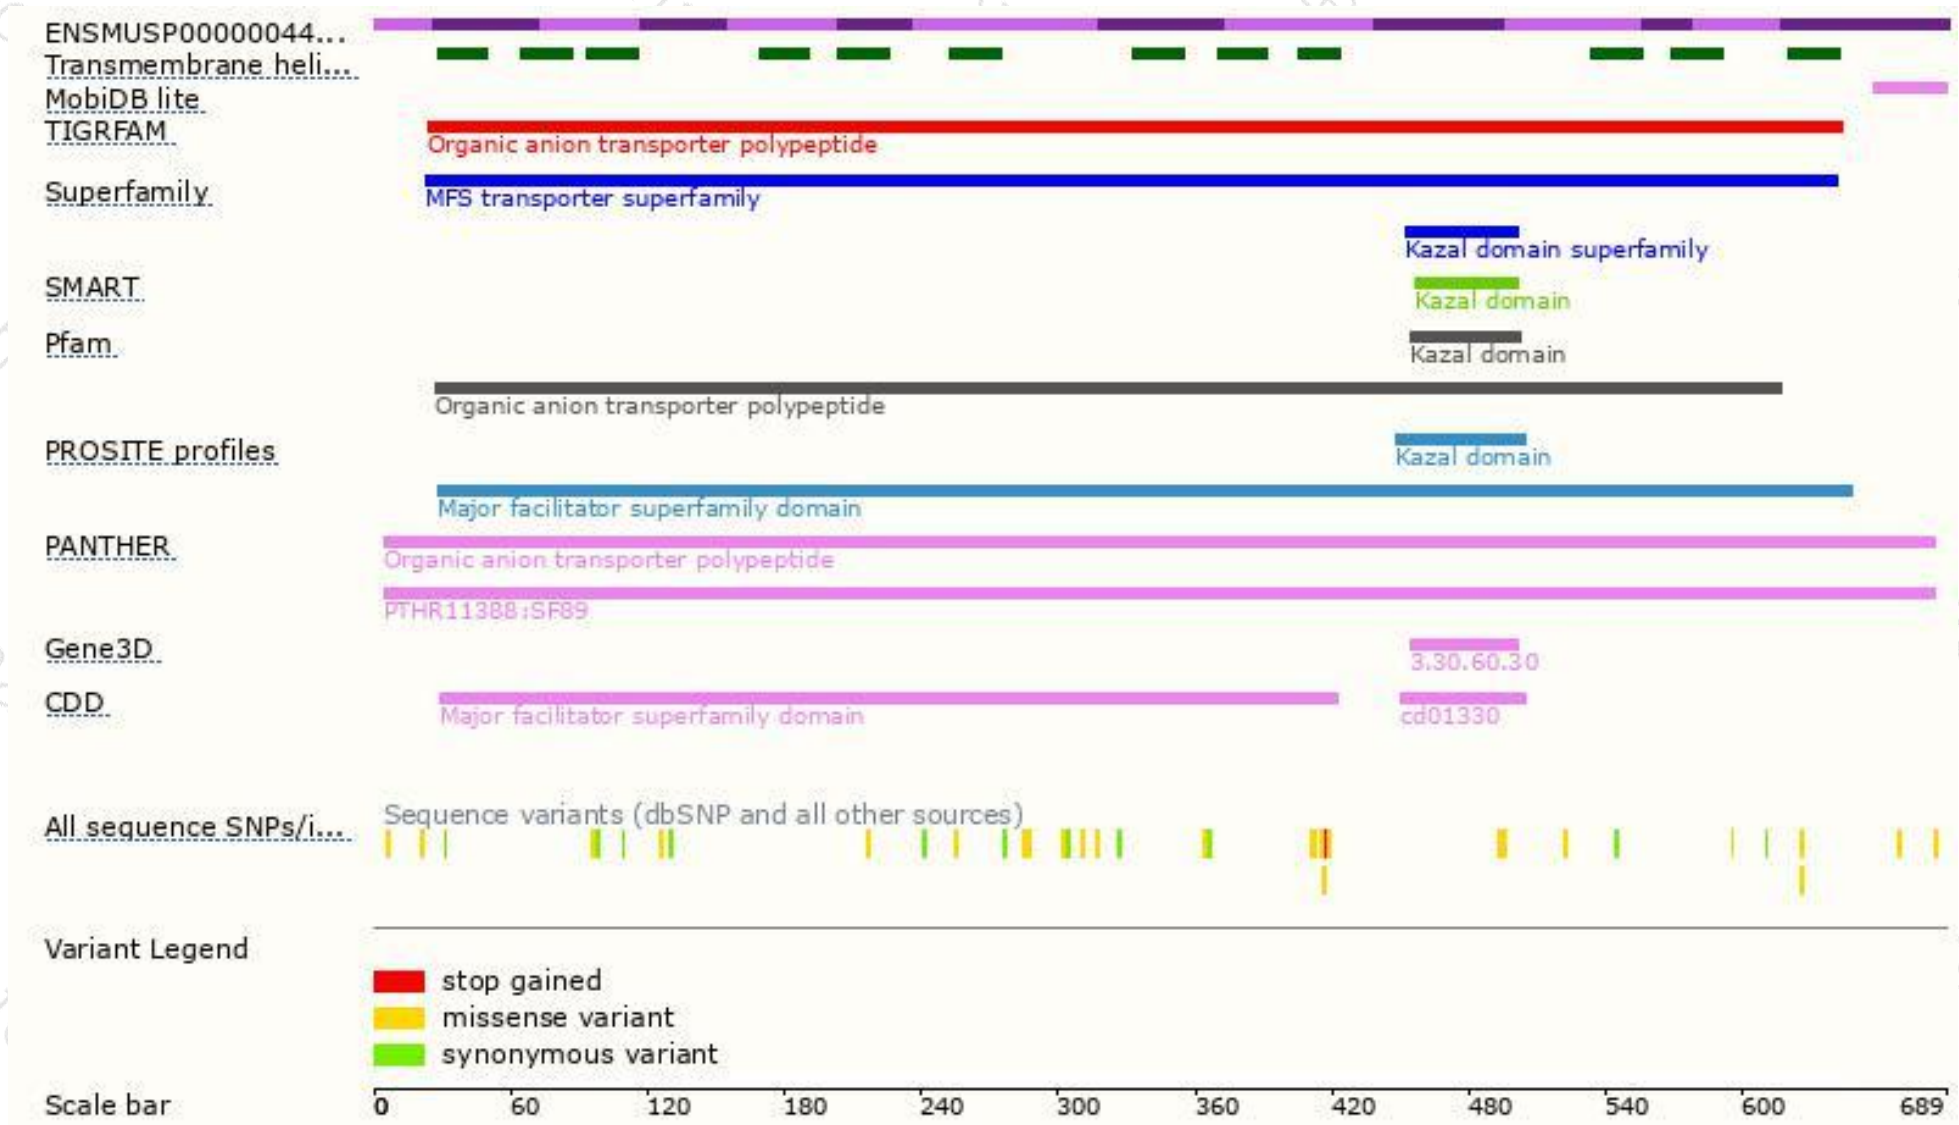 ENSMUSP00000044...
Transmembrane heli...
MobiDB lite
TIGRFAM
Organic anion transporter polypeptide
Superfamily
MFS transporter superfamily
Kazal domain superfamily
SMART
Kazal domain
Pfam
Kazal domain
Organic anion transporter polypeptide
PROSITE profiles
Kazal domain
Major facilitator superfamily domain
PANTHER
Organic anion transporter polypeptide
PTHR11388:SF89
Gene3D
3.30.60.30
CDD
Major facilitator superfamily domain cd01330
Sequence variants (dbSNP and all other sources)
All sequence SNPs/i...
Variant Legend
stop gained
missense variant
synonymous variant
Scale bar 0 60 120 180 240 300 360 420 480 540 600 689